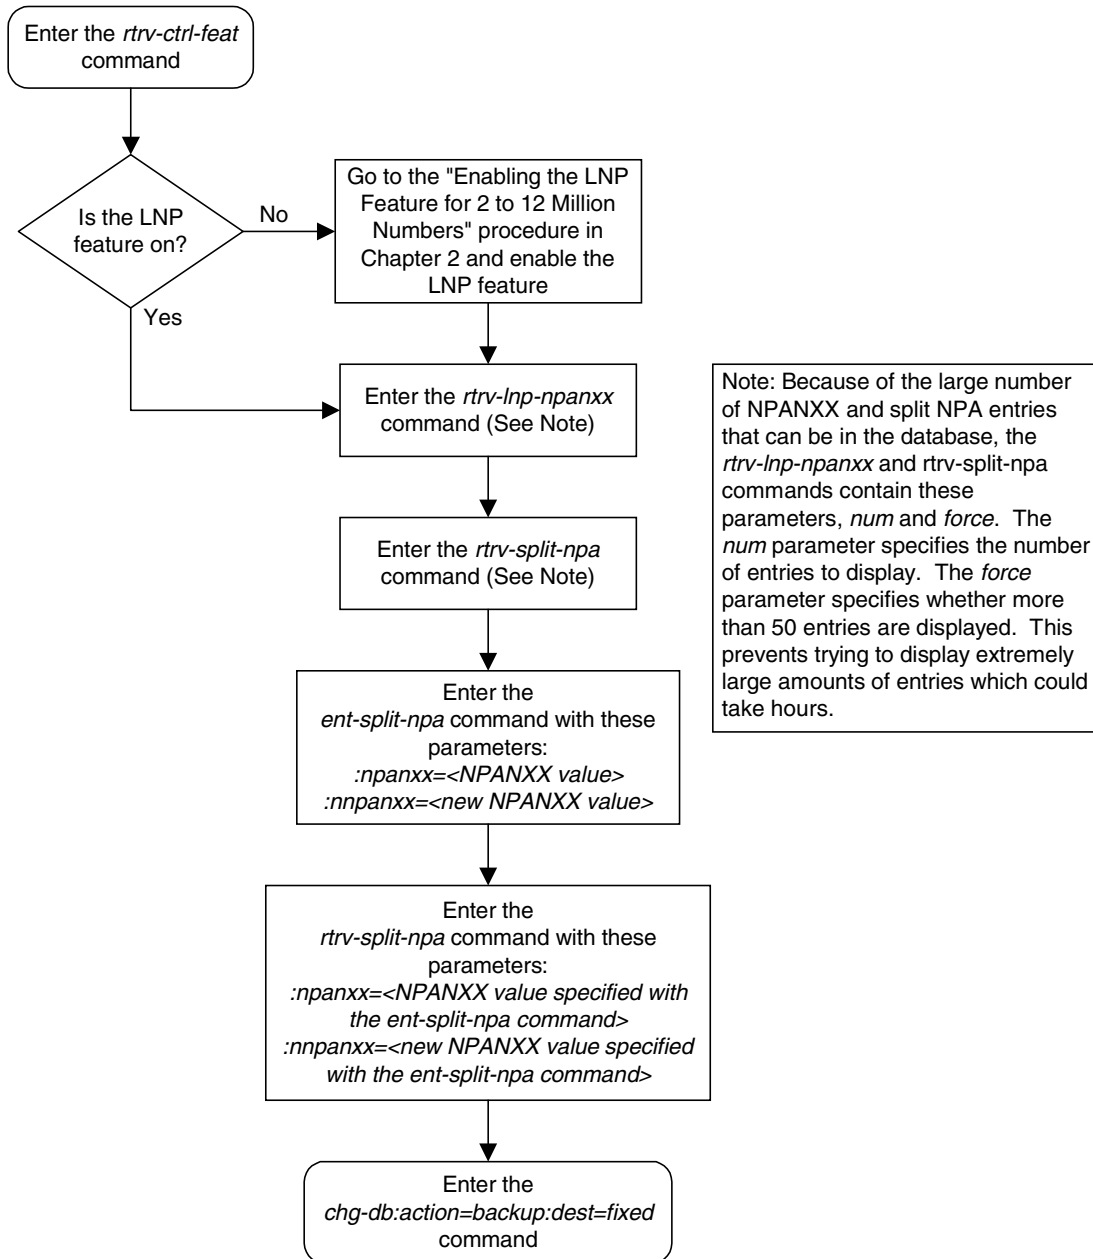 Enter the rtrv-ctrl-feat
command
Is the LNP
feature on?
No
Yes
Go to the "Enabling the LNP
Feature for 2 to 12 Million
Numbers" procedure in
Chapter 2 and enable the
LNP feature
Enter the rtrv-lnp-npanxx
command (See Note)
Enter the rtrv-split-npa
command (See Note)
Note: Because of the large number
of NPANXX and split NPA entries
that can be in the database, the
rtrv-lnp-npanxx and rtrv-split-npa
commands contain these
parameters, num and force.  The
num parameter specifies the number
of entries to display.  The force
parameter specifies whether more
than 50 entries are displayed.  This
prevents trying to display extremely
large amounts of entries which could
take hours.
Enter the
ent-split-npa command with these
parameters:
:npanxx=<NPANXX value>
:nnpanxx=<new NPANXX value>
Enter the
rtrv-split-npa command with these
parameters:
:npanxx=<NPANXX value specified with
the ent-split-npa command>
:nnpanxx=<new NPANXX value specified
with the ent-split-npa command>
Enter the
chg-db:action=backup:dest=fixed
command